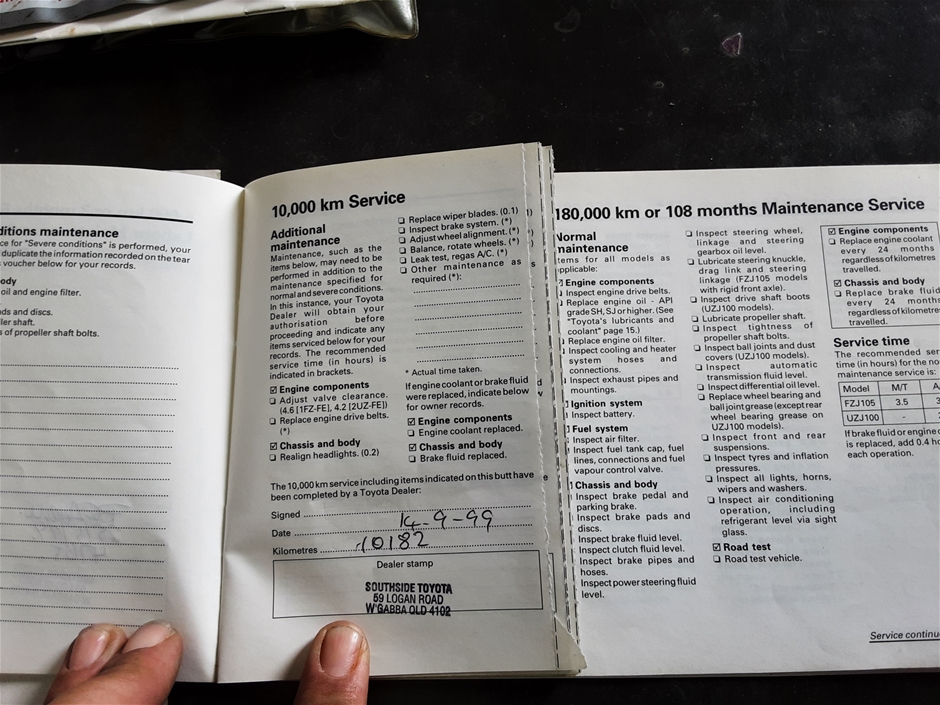 ditions maintenance
ce for "Severe conditions" is performed, your
duplicate the information recorded on the tear
voucher below for your records.
ody
oil and engine filter.
ds and discs.
ler shaft.
s of propeller shaft bolts.
10,000 km Service
Additional
maintenance
Maintenance, such as the
items below, may need to be
performed in addition to the
maintenance specified for
normal and severe conditions.
In this instance, your Toyota
Dealer will obtain your
authorisation before
proceeding and indicate any
items serviced below for your
records. The recommended
service time (in hours) is
indicated in brackets.
☑ Engine components
❏ Adjust valve clearance.
(4.6 [1FZ-FE], 4.2 [2UZ-FE])
❏ Replace engine drive belts.
(*)
☑ Chassis and body
❏ Realign headlights. (0.2)
❏ Replace wiper blades. (0.1)
❏ Inspect brake system. (*)
❏ Adjust wheel alignment. (*)
❏ Balance, rotate wheels. (*)
❏ Leak test, regas A/C. (*)
❏ Other maintenance as
required (*):
* Actual time taken.
If engine coolant or brake fluid
were replaced, indicate below
for owner records.
☑ Engine components
❏ Engine coolant replaced.
☑ Chassis and body
❏ Brake fluid replaced.
The 10,000 km service including items indicated on this butt have
been completed by a Toyota Dealer:
Signed
Date 14-9-99
Kilometres 10182
Dealer stamp
SOUTHSIDE TOYOTA
59 LOGAN ROAD
W'GABBA QLD 4102
180,000 km or 108 months Maintenance Service
Normal
maintenance
Items for all models as
applicable:
Engine components
Inspect engine drive belts.
Replace engine oil - API
grade SH, SJ or higher. (See
"Toyota's lubricants and
coolant" page 15.)
Replace engine oil filter.
Inspect cooling and heater
system hoses and
connections.
Inspect exhaust pipes and
mountings.
Ignition system
Inspect battery.
Fuel system
Inspect air filter.
Inspect fuel tank cap, fuel
lines, connections and fuel
vapour control valve.
Chassis and body
Inspect brake pedal and
parking brake.
Inspect brake pads and
discs.
Inspect brake fluid level.
Inspect clutch fluid level.
Inspect brake pipes and
hoses.
Inspect power steering fluid
level.
❏ Inspect steering wheel,
linkage and steering
gearbox oil level.
❏ Lubricate steering knuckle,
drag link and steering
linkage (FZJ105 models
with rigid front axle).
❏ Inspect drive shaft boots
(UZJ100 models).
❏ Lubricate propeller shaft.
❏ Inspect tightness of
propeller shaft bolts.
❏ Inspect ball joints and dust
covers (UZJ100 models).
❏ Inspect automatic
transmission fluid level.
❏ Inspect differential oil level.
❏ Replace wheel bearing and
ball joint grease (except rear
wheel bearing grease on
UZJ100 models).
❏ Inspect front and rear
suspensions.
❏ Inspect tyres and inflation
pressures.
❏ Inspect all lights, horns,
wipers and washers.
❏ Inspect air conditioning
operation, including
refrigerant level via sight
glass.
☑ Road test
❏ Road test vehicle.
☑ Engine components
❏ Replace engine coolant
every 24 months
regardless of kilometres
travelled.
☑ Chassis and body
❏ Replace brake fluid
every 24 months
regardless of kilometres
travelled.
Service time
The recommended ser
time (in hours) for the no
maintenance service is:
Model M/T A
FZJ105 3.5 3
UZJ100 -
If brake fluid or engine c
is replaced, add 0.4 ho
each operation.
Service continu